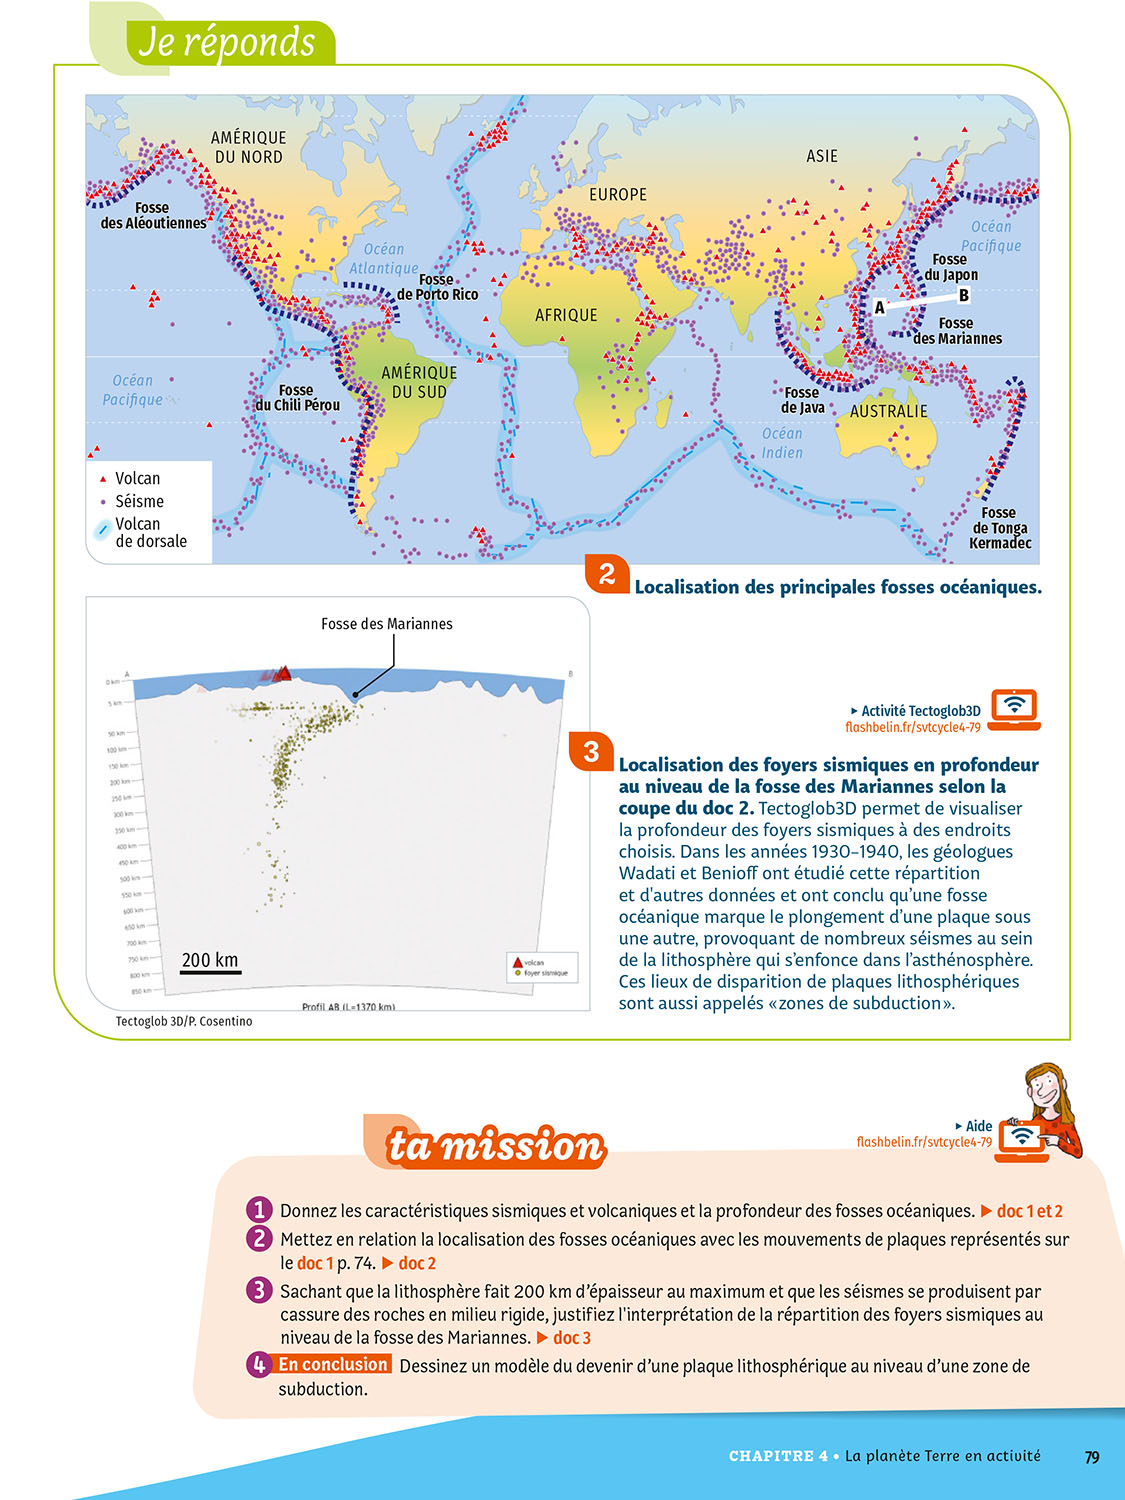 Je réponds
AMÉRIQUE
DU NORD
ASIE
EUROPE
Fosse
des Aléoutiennes
Océan
Atlantique
Fosse
de Porto Rico
Océan
Pacifique
Fosse
du Japon
A
B
AFRIQUE
Fosse
des Mariannes
AMÉRIQUE
DU SUD
Océan
Pacifique
Fosse
du Chili Pérou
Fosse
de Java
AUSTRALIE
Océan
Indien
Volcan
Séisme
Volcan
de dorsale
Fosse
de Tonga
Kermadec
2 Localisation des principales fosses océaniques.
Fosse des Mariannes
A
B
0 km
5 km
50 km
100 km
150 km
200 km
250 km
300 km
350 km
400 km
450 km
500 km
550 km
600 km
650 km
700 km
750 km
800 km
850 km
200 km
volcan
foyer sismique
Profil AB (L=1370 km)
Tectoglob 3D/P. Cosentino
▸ Activité Tectoglob3D
flashbelin.fr/svtcycle4-79
3 Localisation des foyers sismiques en profondeur
au niveau de la fosse des Mariannes selon la
coupe du doc 2. Tectoglob3D permet de visualiser
la profondeur des foyers sismiques à des endroits
choisis. Dans les années 1930–1940, les géologues
Wadati et Benioff ont étudié cette répartition
et d'autres données et ont conclu qu'une fosse
océanique marque le plongement d'une plaque sous
une autre, provoquant de nombreux séismes au sein
de la lithosphère qui s'enfonce dans l'asthénosphère.
Ces lieux de disparition de plaques lithosphériques
sont aussi appelés «zones de subduction».
ta mission
▸ Aide
flashbelin.fr/svtcycle4-79
1 Donnez les caractéristiques sismiques et volcaniques et la profondeur des fosses océaniques. ▶ doc 1 et 2
2 Mettez en relation la localisation des fosses océaniques avec les mouvements de plaques représentés sur
le doc 1 p. 74. ▶ doc 2
3 Sachant que la lithosphère fait 200 km d'épaisseur au maximum et que les séismes se produisent par
cassure des roches en milieu rigide, justifiez l'interprétation de la répartition des foyers sismiques au
niveau de la fosse des Mariannes. ▶ doc 3
4 En conclusion Dessinez un modèle du devenir d'une plaque lithosphérique au niveau d'une zone de
subduction.
CHAPITRE 4 • La planète Terre en activité 79